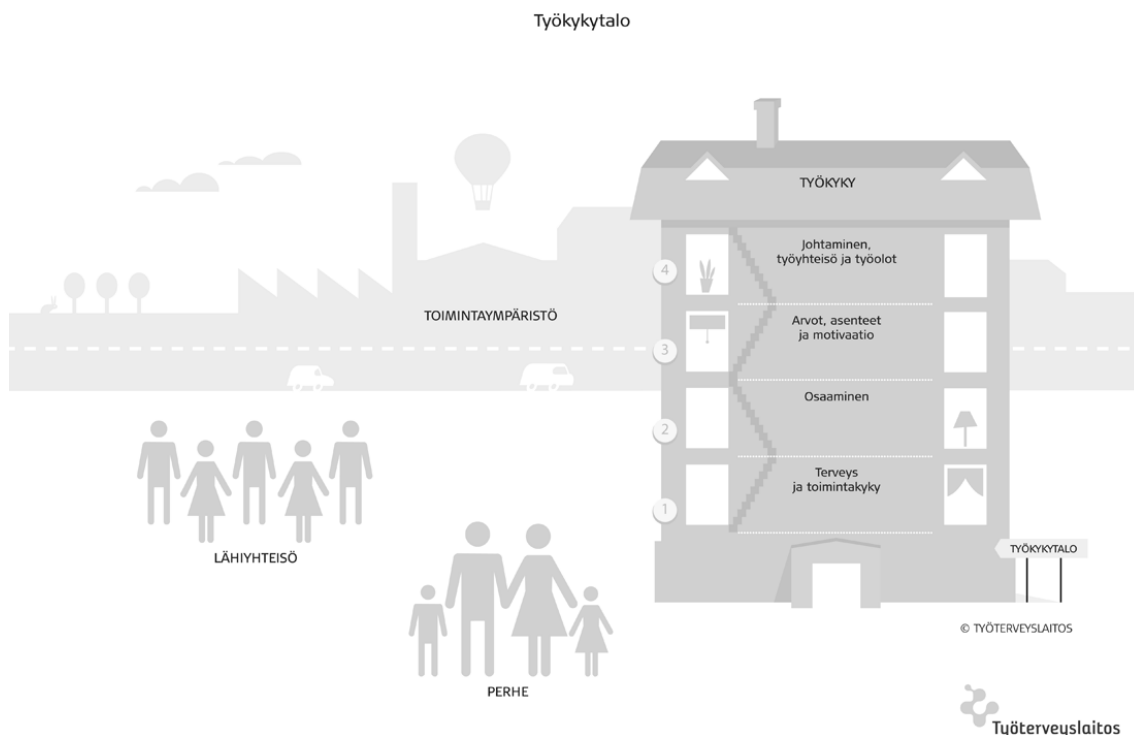 Työkykytalo
TYÖKYKY
Johtaminen,
työyhteisö ja työolot
4
TOIMINTAYMPÄRISTÖ
Arvot, asenteet
ja motivaatio
3
Osaaminen
2
Terveys
ja toimintakyky
1
LÄHIYHTEISÖ
TYÖKYKYTALO
© TYÖTERVEYSLAITOS
PERHE
Työterveyslaitos